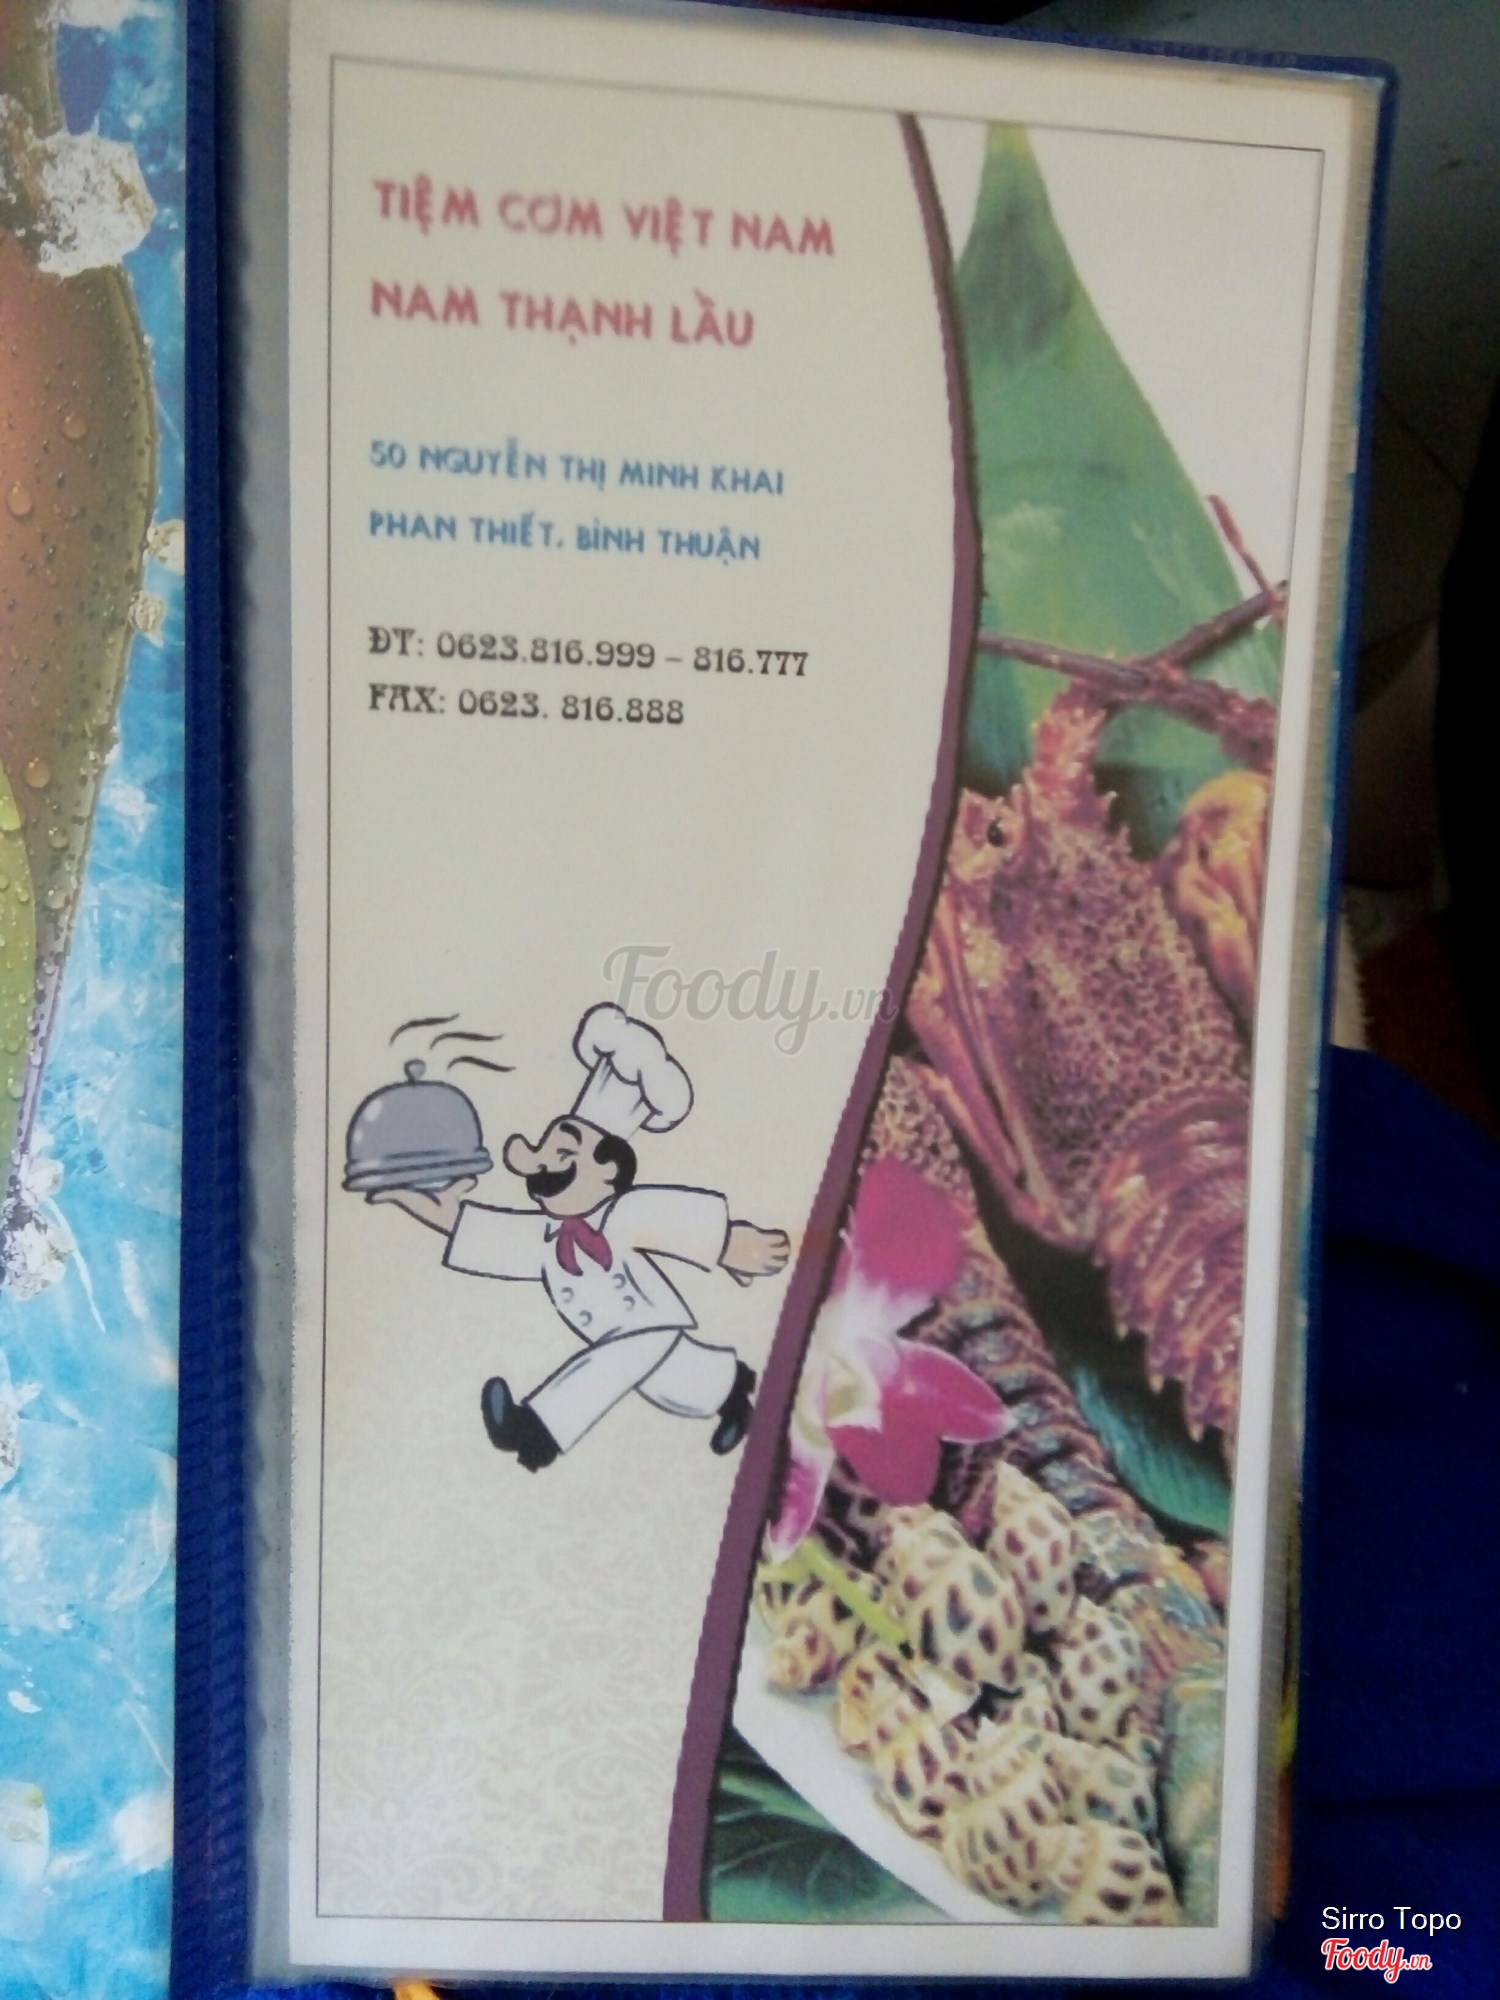 TIỆM CƠM VIỆT NAM
NAM THẠNH LẦU
50 NGUYỄN THỊ MINH KHAI
PHAN THIẾT. BÌNH THUẬN
ĐT: 0623.816.999 – 816.777
FAX: 0623. 816.888
Foody.vn
Sirro Topo
Foody.vn